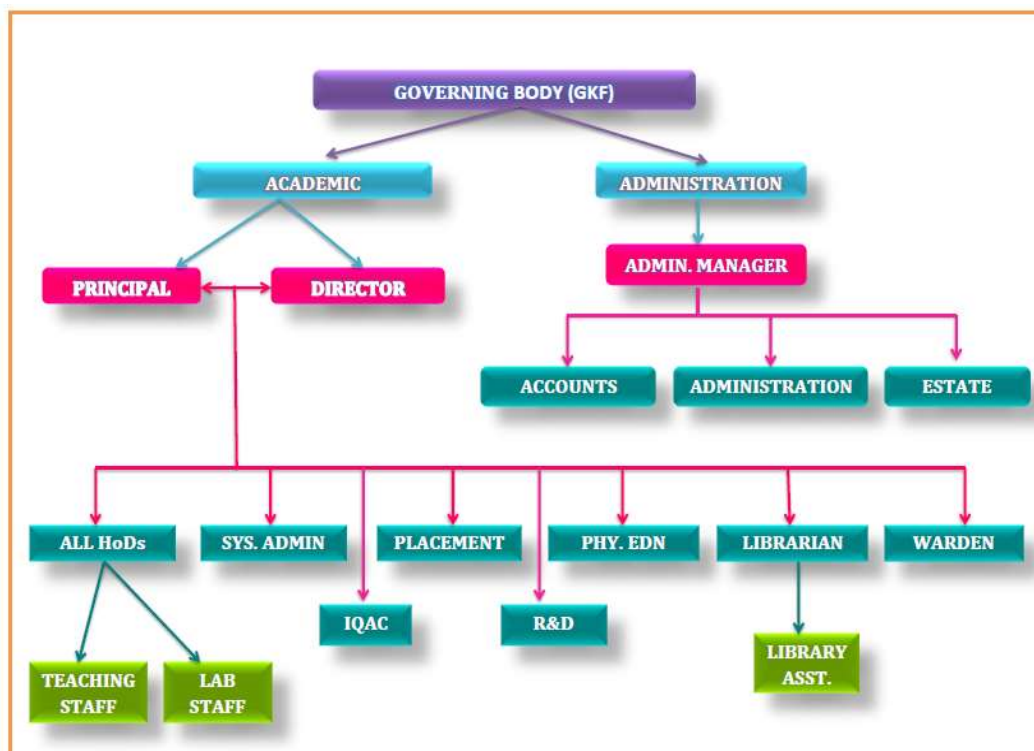 GOVERNING BODY (GKF)
ACADEMIC
ADMINISTRATION
PRINCIPAL
DIRECTOR
ADMIN. MANAGER
ACCOUNTS
ADMINISTRATION
ESTATE
ALL HoDs
SYS. ADMIN
PLACEMENT
PHY. EDN
LIBRARIAN
WARDEN
IQAC
R&D
TEACHING
STAFF
LAB
STAFF
LIBRARY
ASST.